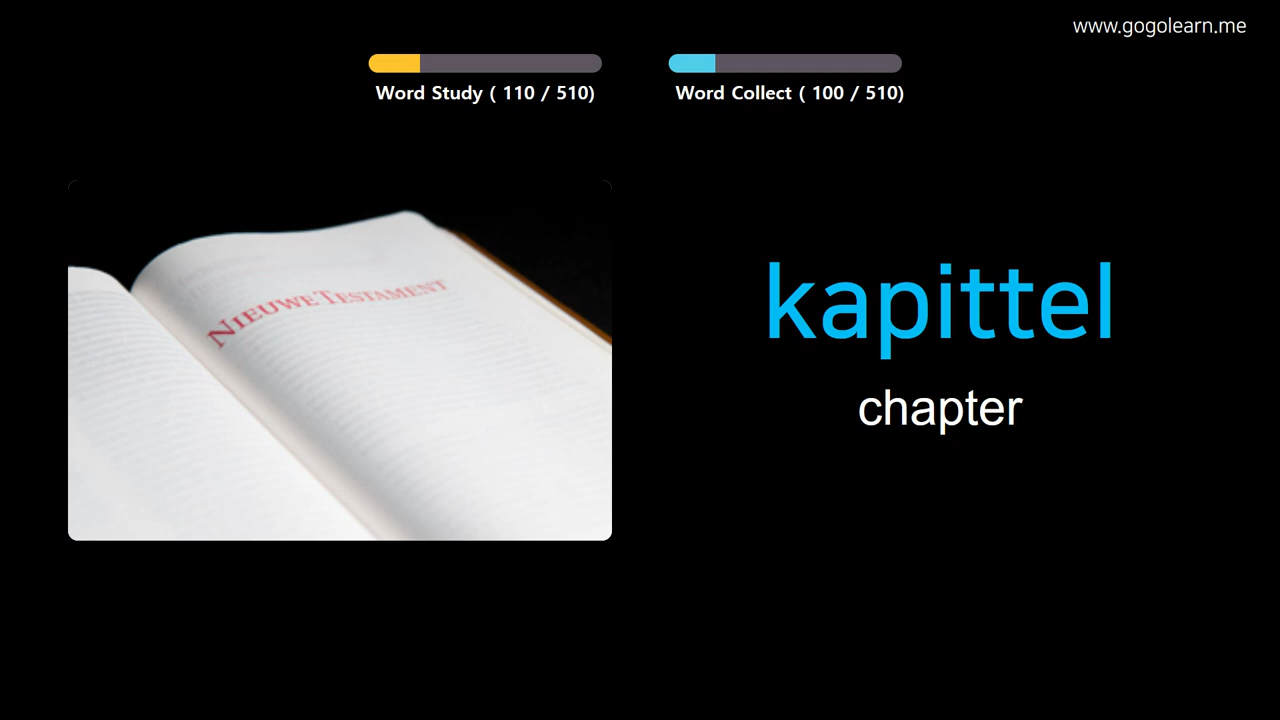 www.gogolearn.me
Word Study ( 110 / 510)
Word Collect ( 100 / 510)
NIEUWE TESTAMENT
kapittel
chapter